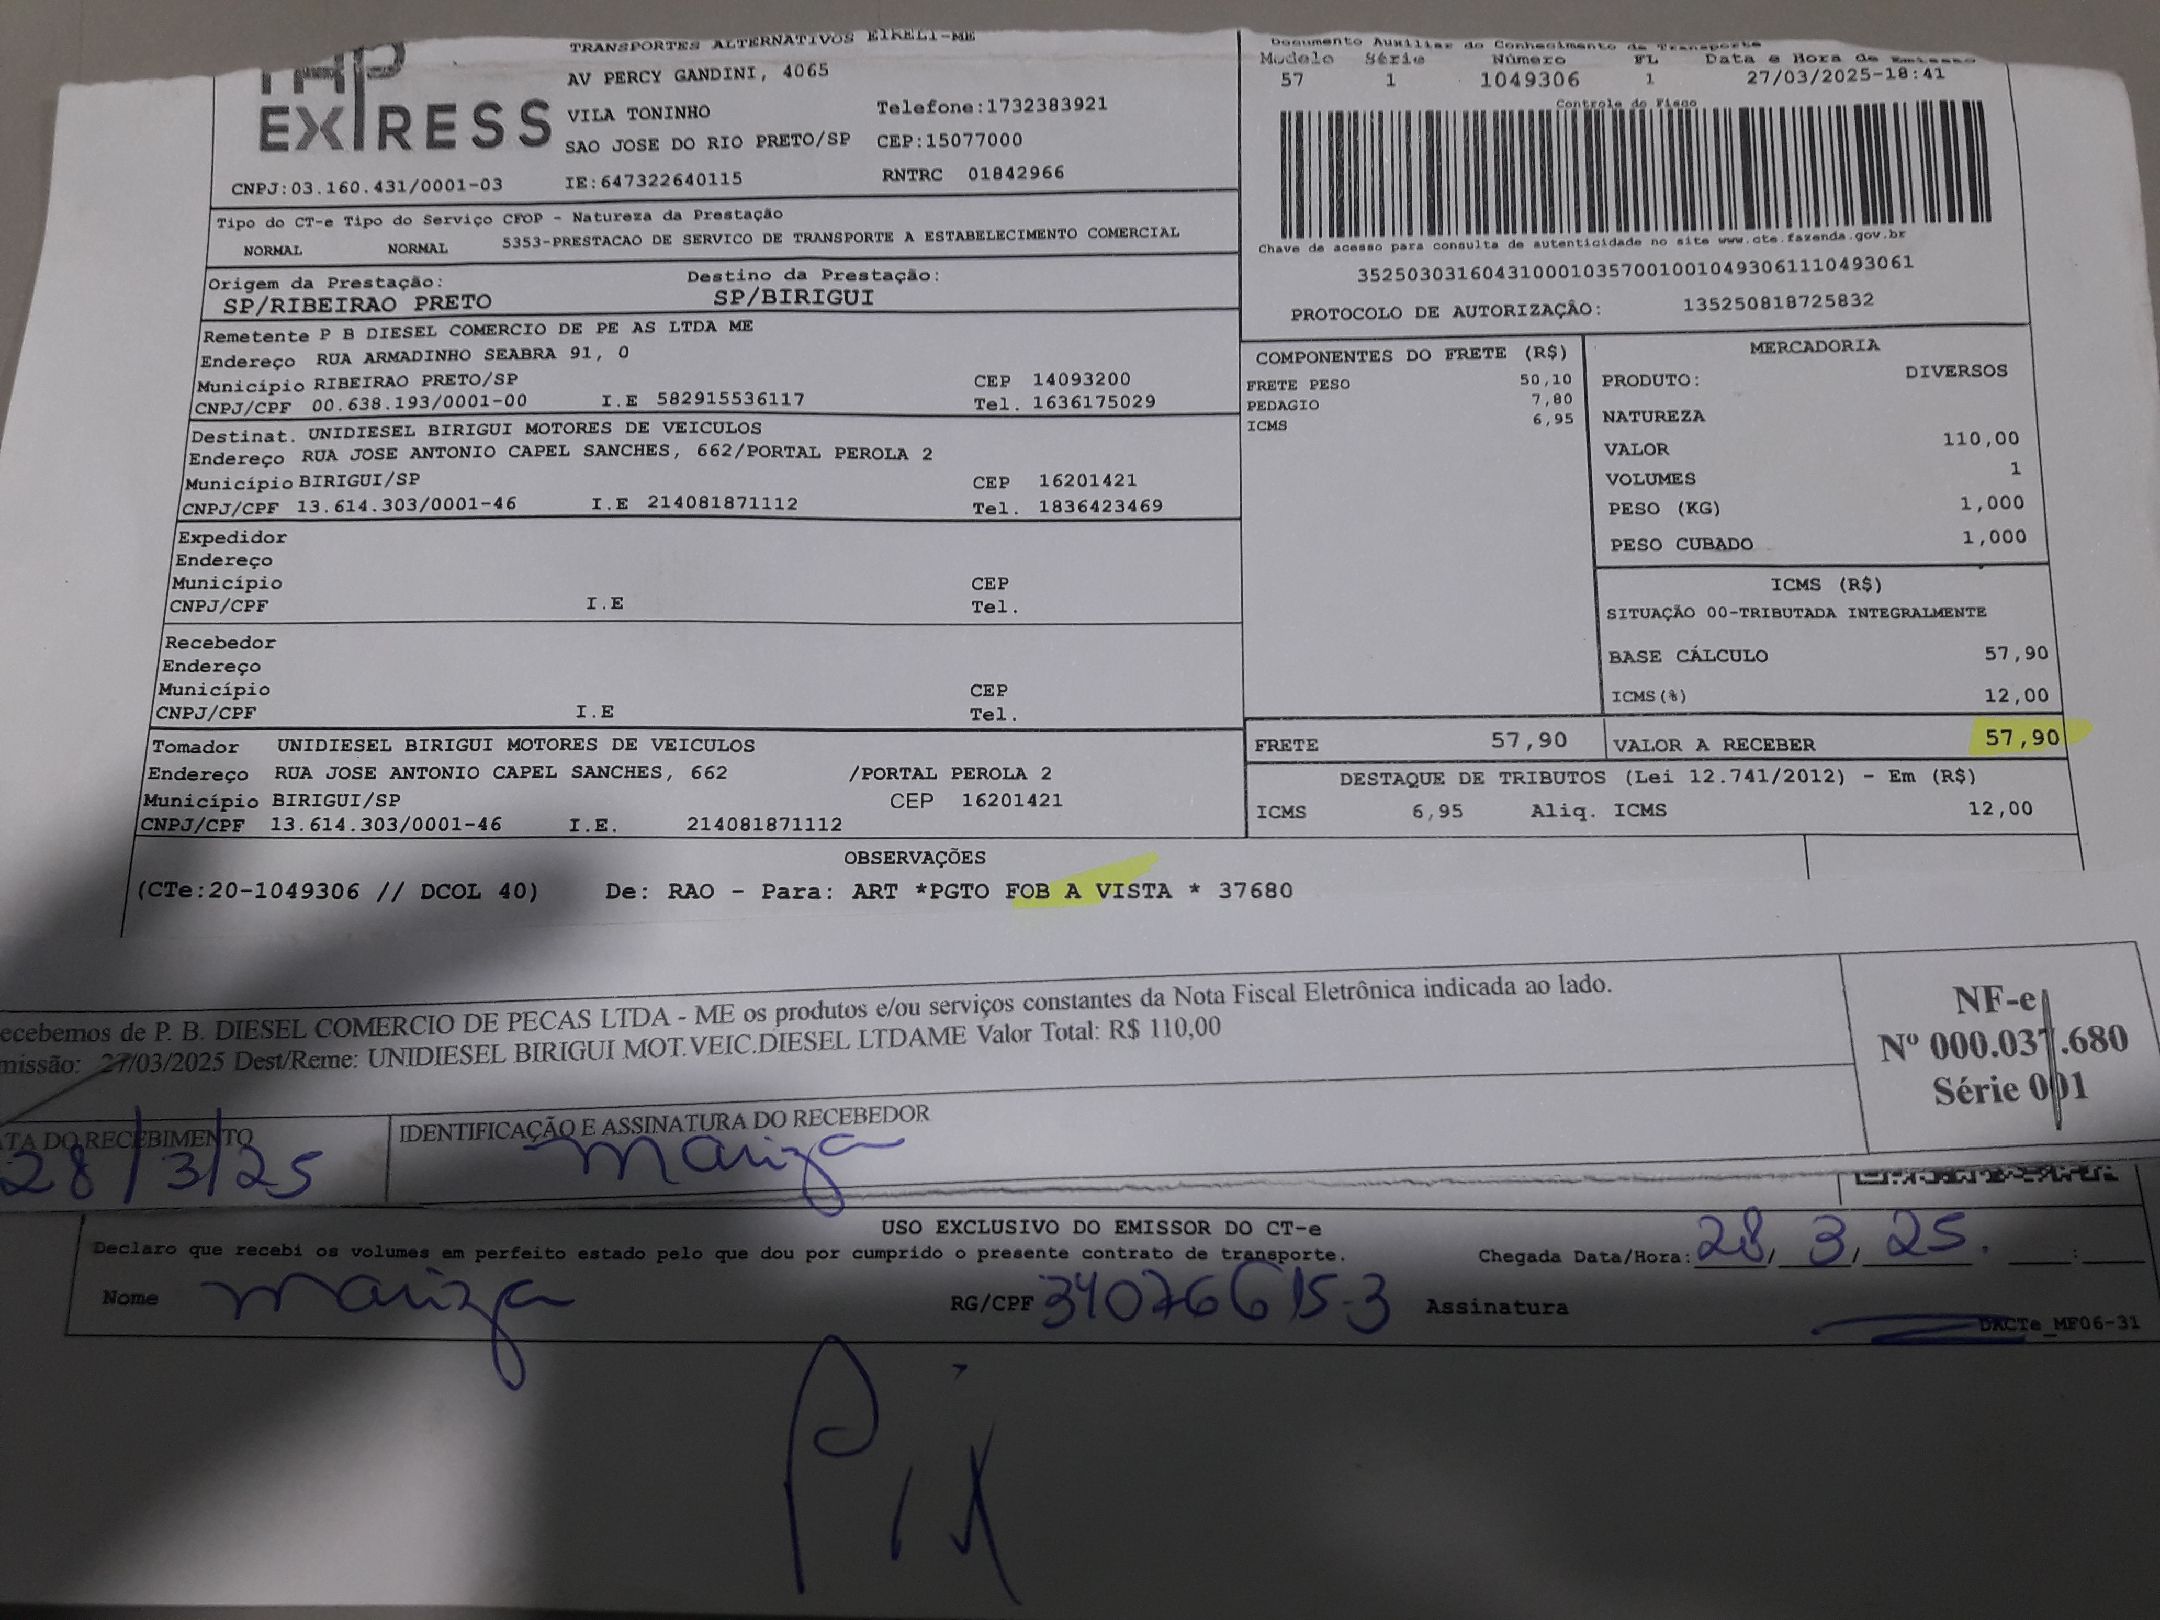 TAP
EXPRESS
TRANSPORTES ALTERNATIVOS EIRELI-ME
AV PERCY GANDINI, 4065
VILA TONINHO Telefone:1732383921
SAO JOSE DO RIO PRETO/SP CEP:15077000
CNPJ:03.160.431/0001-03 IE:647322640115 RNTRC 01842966
Documento Auxiliar do Conhecimento de Transporte
Modelo Série Número FL Data e Hora de Emissao
57 1 1049306 1 27/03/2025-18:41
Controle do Fisco
Chave de acesso para consulta de autenticidade no site www.cte.fazenda.gov.br
35250303160431000103570010010493061110493061
PROTOCOLO DE AUTORIZAÇÃO: 135250818725832
Tipo do CT-e Tipo do Serviço CFOP - Natureza da Prestação
NORMAL NORMAL 5353-PRESTACAO DE SERVICO DE TRANSPORTE A ESTABELECIMENTO COMERCIAL
Origem da Prestação: Destino da Prestação:
SP/RIBEIRAO PRETO SP/BIRIGUI
Remetente P B DIESEL COMERCIO DE PE AS LTDA ME
Endereço RUA ARMADINHO SEABRA 91, 0
Município RIBEIRAO PRETO/SP CEP 14093200
CNPJ/CPF 00.638.193/0001-00 I.E 582915536117 Tel. 1636175029
Destinat. UNIDIESEL BIRIGUI MOTORES DE VEICULOS
Endereço RUA JOSE ANTONIO CAPEL SANCHES, 662/PORTAL PEROLA 2
Município BIRIGUI/SP CEP 16201421
CNPJ/CPF 13.614.303/0001-46 I.E 214081871112 Tel. 1836423469
Expedidor
Endereço
Município CEP
CNPJ/CPF I.E Tel.
Recebedor
Endereço
Município CEP
CNPJ/CPF I.E Tel.
Tomador UNIDIESEL BIRIGUI MOTORES DE VEICULOS
Endereço RUA JOSE ANTONIO CAPEL SANCHES, 662 /PORTAL PEROLA 2
Município BIRIGUI/SP CEP 16201421
CNPJ/CPF 13.614.303/0001-46 I.E. 214081871112
COMPONENTES DO FRETE (R$)
FRETE PESO 50,10
PEDAGIO 7,80
ICMS 6,95
MERCADORIA
PRODUTO: DIVERSOS
NATUREZA
VALOR 110,00
VOLUMES 1
PESO (KG) 1,000
PESO CUBADO 1,000
ICMS (R$)
SITUAÇÃO 00-TRIBUTADA INTEGRALMENTE
BASE CÁLCULO 57,90
ICMS(%) 12,00
FRETE 57,90 VALOR A RECEBER 57,90
DESTAQUE DE TRIBUTOS (Lei 12.741/2012) - Em (R$)
ICMS 6,95 Aliq. ICMS 12,00
OBSERVAÇÕES
(CTe:20-1049306 // DCOL 40) De: RAO - Para: ART *PGTO FOB A VISTA * 37680
ecebemos de P. B. DIESEL COMERCIO DE PECAS LTDA - ME os produtos e/ou serviços constantes da Nota Fiscal Eletrônica indicada ao lado.
missão: 27/03/2025 Dest/Reme: UNIDIESEL BIRIGUI MOT.VEIC.DIESEL LTDAME Valor Total: R$ 110,00
NF-e
Nº 000.037.680
Série 001
ATA DO RECEBIMENTO IDENTIFICAÇÃO E ASSINATURA DO RECEBEDOR
28/3/25 Mariza
USO EXCLUSIVO DO EMISSOR DO CT-e
Declaro que recebi os volumes em perfeito estado pelo que dou por cumprido o presente contrato de transporte. Chegada Data/Hora: 28/ 3/ 25. :
Nome Mariza RG/CPF 34076615-3 Assinatura
DACTe_MF06-31
Pix